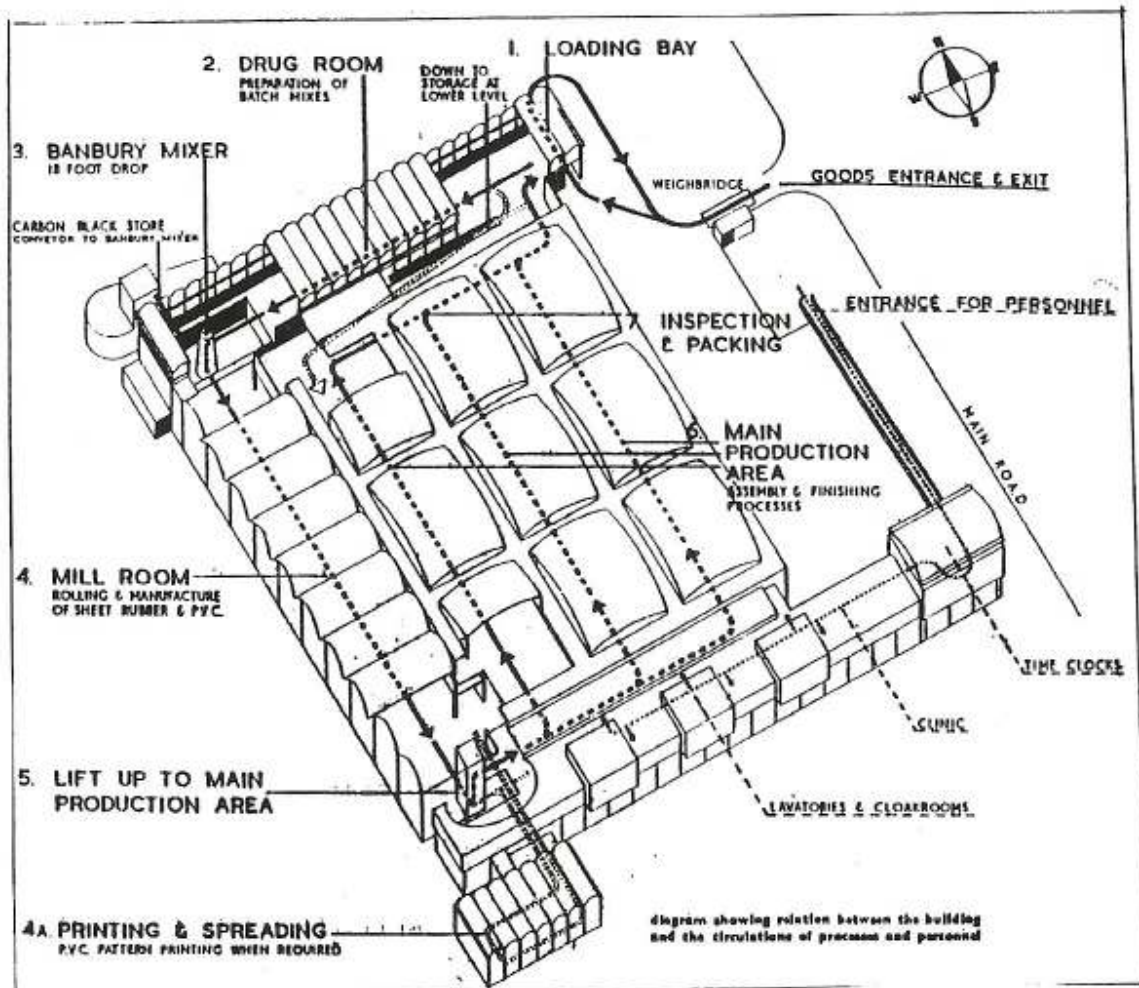 1. LOADING BAY
2. DRUG ROOM
PREPARATION OF
BATCH MIXES
DOWN TO
STORAGE AT
LOWER LEVEL
3. BANBURY MIXER
18 FOOT DROP
CARBON BLACK STORE
CONVEYOR TO BANBURY MIXER
N
E
S
W
WEIGHBRIDGE
GOODS ENTRANCE & EXIT
ENTRANCE FOR PERSONNEL
7. INSPECTION
& PACKING
MAIN ROAD
6. MAIN
PRODUCTION
AREA
ASSEMBLY & FINISHING
PROCESSES
4. MILL ROOM
ROLLING & MANUFACTURE
OF SHEET RUBBER & P.V.C.
TIME CLOCKS
CLINIC
5. LIFT UP TO MAIN
PRODUCTION AREA
LAVATORIES & CLOAKROOMS
4A. PRINTING & SPREADING
P.V.C. PATTERN PRINTING WHEN REQUIRED
diagram showing relation between the building
and the circulations of processes and personnel